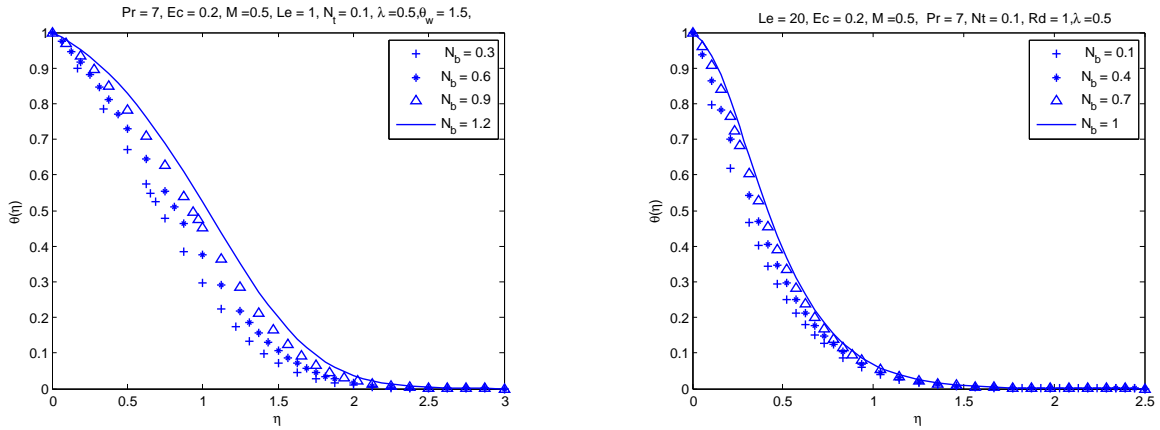 Pr = 7, Ec = 0.2, M =0.5, Le = 1, N_t = 0.1, λ =0.5,θ_w = 1.5,
θ(η)
1
0.9
0.8
0.7
0.6
0.5
0.4
0.3
0.2
0.1
0
0 0.5 1 1.5 2 2.5 3
η
N_b = 0.3
N_b = 0.6
N_b = 0.9
N_b = 1.2
Le = 20, Ec = 0.2, M =0.5, Pr = 7, Nt = 0.1, Rd = 1,λ =0.5
θ(η)
1
0.9
0.8
0.7
0.6
0.5
0.4
0.3
0.2
0.1
0
0 0.5 1 1.5 2 2.5
η
N_b = 0.1
N_b = 0.4
N_b = 0.7
N_b = 1